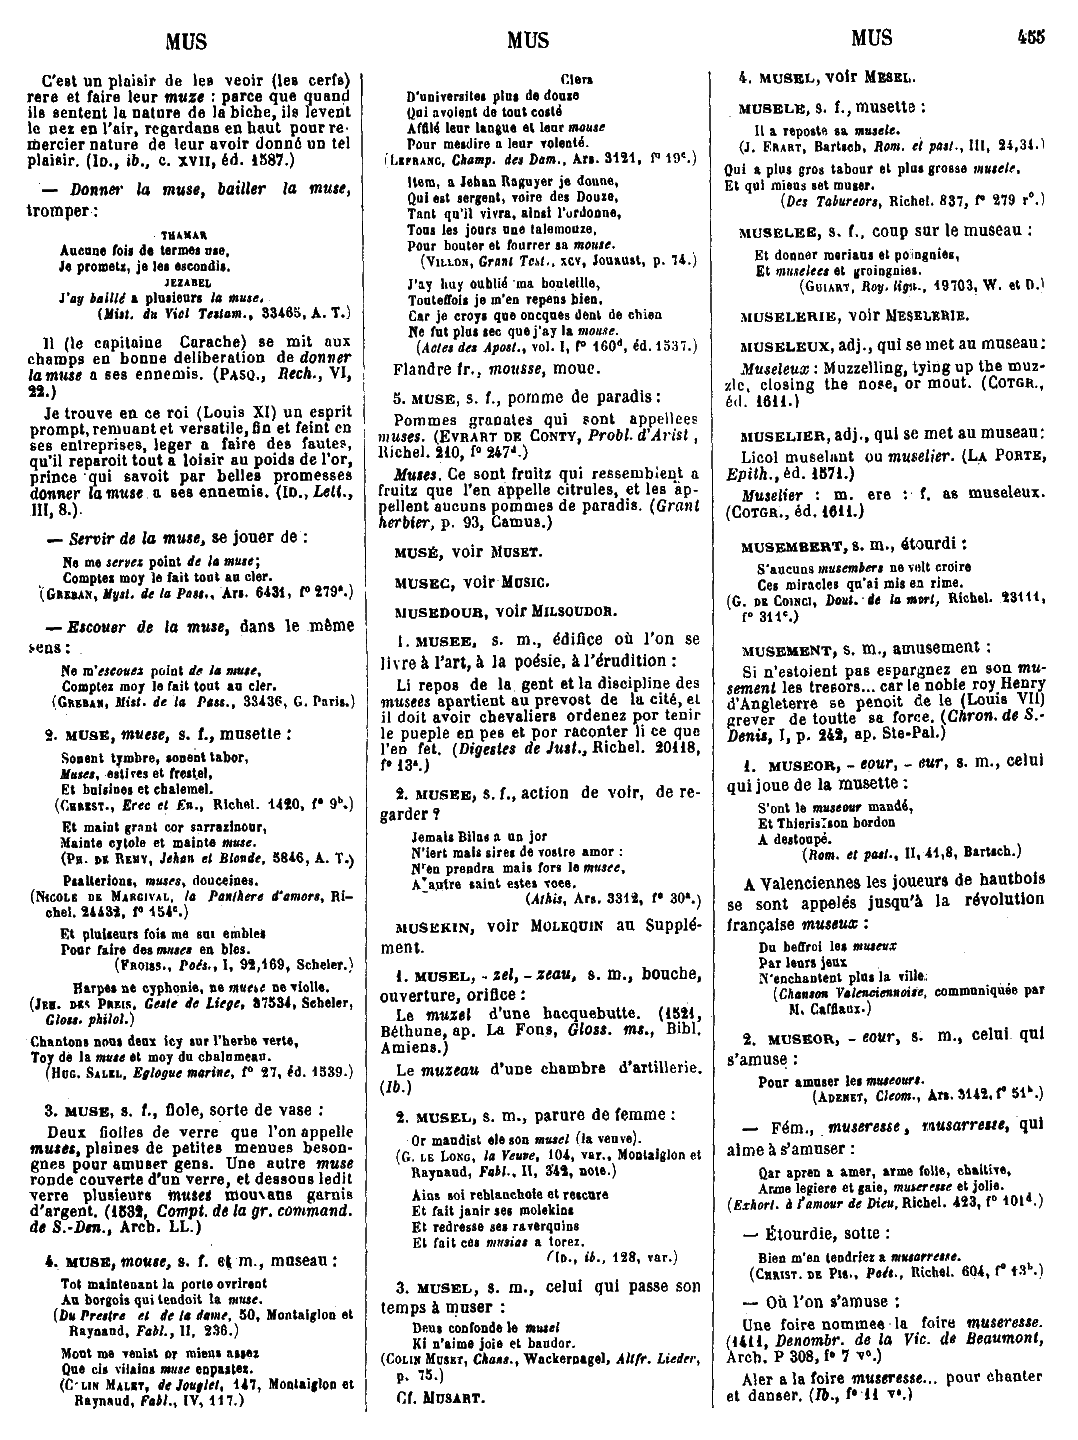 MUS
MUS
MUS
455
C'est un plaisir de les veoir (les cerfs)
rere et faire leur muze : parce que quand
ils sentent la nature de la biche, ils levent
le nez en l'air, regardans en haut pour re-
mercier nature de leur avoir donné un tel
plaisir. (ID., ib., c. XVII, éd. 1587.)
— Donner la muse, bailler la muse,
tromper :
THAMAR
Aucune fois de termes use,
Je prometz, je les escondis.
JEZABEL
J'ay baillé a plusieurs la muse.
(Mist. du Viel Testam., 33465, A. T.)
Il (le capitaine Carache) se mit aux
champs en bonne deliberation de donner
la muse a ses ennemis. (PASQ., Rech., VI,
22.)
Je trouve en ce roi (Louis XI) un esprit
prompt, remuant et versatile, fin et feint en
ses entreprises, leger a faire des fautes,
qu'il reparoit tout a loisir au poids de l'or,
prince qui savoit par belles promesses
donner la muse a ses ennemis. (ID., Lett.,
III, 8.)
— Servir de la muse, se jouer de :
Ne me servez point de la muse;
Comptes moy le fait tout au cler.
(GREBAN, Myst. de la Pass., Ars. 6431, f° 279ª.)
— Escouer de la muse, dans le même
sens :
Ne m'escouez point de la muse,
Comptez moy le fait tout au cler.
(GREBAN, Mist. de la Pass., 33436, G. Paris.)
2. MUSE, muese, s. f., musette :
Sonent tymbre, sonent tabor,
Muses, estives et frestel,
Et buisines et chalemel.
(CHREST., Erec et En., Richel. 1420, f° 9ᵇ.)
Et maint grant cor sarrazinour,
Mainte cytole et mainte muse.
(PH. DE REMY, Jehan et Blonde, 5846, A. T.)
Psalterions, muses, douceines.
(NICOLE DE MARGIVAL, la Panthere d'amors, Ri-
chel. 24432, f° 154ᶜ.)
Et pluiseurs fois me sui emblés
Pour faire des muses en bles.
(FROISS., Poés., I, 92,169, Scheler.)
Harpes ne cyphonie, ne muese ne violle.
(JEH. DES PREIS, Geste de Liege, 37534, Scheler,
Gloss. philol.)
Chantons nous deux icy sur l'herbe verte,
Toy de la muse et moy du chalumeau.
(HUG. SALEL, Eglogue marine, f° 27, éd. 1539.)
3. MUSE, s. f., fiole, sorte de vase :
Deux fiolles de verre que l'on appelle
muses, plaines de petites menues beson-
gnes pour amuser gens. Une autre muse
ronde couverte d'un verre, et dessous ledit
verre plusieurs muses mouvans garnis
d'argent. (1532, Compt. de la gr. command.
de S.-Den., Arch. LL.)
4. MUSE, mouse, s. f. et m., museau :
Tot maintenant la porte ovrirent
Au borgois qui tendoit la muse.
(Du Prestre et de la dame, 50, Montaiglon et
Raynaud, Fabl., II, 236.)
Mout me venist or miens assez
Que cis vilains muse enpastez.
(COLIN MALET, de Jouglet, 147, Montaiglon et
Raynaud, Fabl., IV, 117.)
Clers
D'universites plus de douze
Qui avoient de tout costé
Affilé leur langue et leur mouse
Pour mesdire a leur volenté.
(LEFRANC, Champ. des Dam., Ars. 3121, f° 19ᶜ.)
Item, a Jehan Raguyer je donne,
Qui est sergent, voire des Douze,
Tant qu'il vivra, ainsi l'ordonne,
Tous les jours une talemouze,
Pour bouter et fourrer sa mouse.
(VILLON, Grant Test., XCV, Jouaust, p. 74.)
J'ay huy oublié ma bouteille,
Touteffois je m'en repens bien,
Car je croys que oncques dent de chien
Ne fut plus sec que j'ay la mouse.
(Actes des Apost., vol. I, f° 160ᵈ, éd. 1537.)
Flandre fr., mousse, moue.
5. MUSE, s. f., pomme de paradis :
Pommes granates qui sont appellees
muses. (EVRART DE CONTY, Probl. d'Arist,
Richel. 210, f° 247ᵈ.)
Muses. Ce sont fruitz qui ressemblent a
fruitz que l'en appelle citrules, et les ap-
pellent aucuns pommes de paradis. (Grant
herbier, p. 93, Camus.)
MUSÉ, voir MUSET.
MUSEC, voir MUSIC.
MUSEDOUR, voir MILSOUDOR.
1. MUSEE, s. m., édifice où l'on se
livre à l'art, à la poésie, à l'érudition :
Li repos de la gent et la discipline des
musees apartient au prevost de la cité, et
il doit avoir chevaliers ordenez por tenir
le pueple en pes et por raconter li ce que
l'en fet. (Digestes de Just., Richel. 20118,
f° 13ª.)
2. MUSEE, s. f., action de voir, de re-
garder ?
Jemais Bilas a un jor
N'iert mais sires de vostre amor :
N'en prendra mais fors le musee,
A autre saint estes voee.
(Athis, Ars. 3312, f° 30ª.)
MUSEKIN, voir MOLEQUIN au Supplé-
ment.
1. MUSEL, - zel, - zeau, s. m., bouche,
ouverture, orifice :
Le muzel d'une hacquebutte. (1521,
Béthune, ap. La Fons, Gloss. ms., Bibl.
Amiens.)
Le muzeau d'une chambre d'artillerie.
(Ib.)
2. MUSEL, s. m., parure de femme :
Or maudist ele son musel (la veuve).
(G. LE LONG, la Veuve, 104, var., Montaiglon et
Raynaud, Fabl., II, 342, note.)
Ains soi reblanchoie et rescure
Et fait janir ses molekins
Et redresse ses raverquins
Et fait ces musias a torez.
(ID., ib., 128, var.)
3. MUSEL, s. m., celui qui passe son
temps à muser :
Deus confonde le musel
Ki n'aime joie et baudor.
(COLIN MUSET, Chans., Wackernagel, Altfr. Lieder,
p. 75.)
Cf. MUSART.
4. MUSEL, voir MESEL.
MUSELE, s. f., musette :
Il a reposte sa musele.
(J. ERART, Bartsch, Rom. et past., III, 24,34.)
Qui a plus gros tabour et plus grosse musele,
Et qui mieus set muser.
(Des Tabureors, Richel. 837, f° 279 r°.)
MUSELEE, s. f., coup sur le museau :
Et donner meriaus et poingnies,
Et muselees et groingnies.
(GUIART, Roy. lign., 19703, W. et D.)
MUSELERIE, voir MESELERIE.
MUSELEUX, adj., qui se met au museau :
Museleux : Muzzelling, tying up the muz-
zle, closing the nose, or mout. (COTGR.,
éd. 1611.)
MUSELIER, adj., qui se met au museau :
Licol muselant ou muselier. (LA PORTE,
Epith., éd. 1571.)
Muselier : m. ere : f. as museleux.
(COTGR., éd. 1611.)
MUSEMBERT, s. m., étourdi :
S'aucuns musembers ne velt croire
Ces miracles qu'ai mis en rime.
(G. DE COINCI, Dout. de la mort, Richel. 23111,
f° 311ᶜ.)
MUSEMENT, s. m., amusement :
Si n'estoient pas espargnez en son mu-
sement les tresors... car le noble roy Henry
d'Angleterre se penoit de le (Louis VII)
grever de toutte sa force. (Chron. de S.-
Denis, I, p. 242, ap. Ste-Pal.)
1. MUSEOR, - eour, - eur, s. m., celui
qui joue de la musette :
S'ont le museour mandé,
Et Thieris son bordon
A destoupé.
(Rom. et past., II, 41,8, Bartsch.)
A Valenciennes les joueurs de hautbois
se sont appelés jusqu'à la révolution
française museux :
Du beffroi les museux
Par leurs jeux
N'enchantent plus la ville.
(Chanson Valenciennoise, communiquée par
M. Caffiaux.)
2. MUSEOR, - eour, s. m., celui qui
s'amuse :
Pour amuser les museours.
(ADENET, Cleom., Ars. 3142, f° 51ᵇ.)
— Fém., museresse, musarresse, qui
aime à s'amuser :
Qar apren a amer, arme folle, chaitive,
Arme legiere et gaie, museresse et jolie.
(Exhort. à l'amour de Dieu, Richel. 423, f° 101ᵈ.)
— Étourdie, sotte :
Bien m'en tendriez a musarresse.
(CHRIST. DE PIS., Poés., Richel. 604, f° 13ᵇ.)
— Où l'on s'amuse :
Une foire nommee la foire museresse.
(1411, Denombr. de la Vic. de Beaumont,
Arch. P 308, f° 7 v°.)
Aler a la foire museresse... pour chanter
et danser. (Ib., f° 11 v°.)